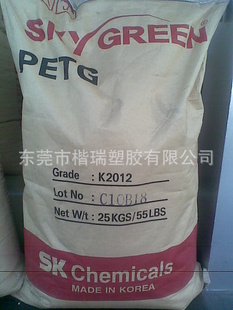 SKYGREEN®
PETG
东莞市楷瑞塑胶有限公司
Grade : K2012
Lot No : C10B18
Net W/t : 25KGS/55LBS
SK Chemicals
MADE IN KOREA